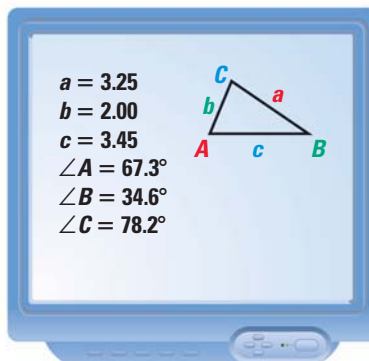 a = 3.25
b = 2.00
c = 3.45
∠A = 67.3°
∠B = 34.6°
∠C = 78.2°
C
b
a
A
c
B